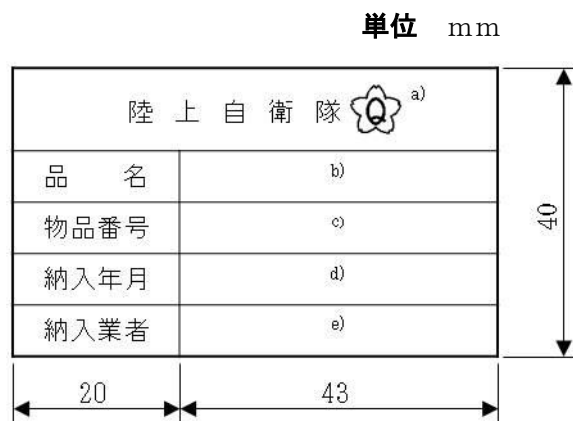 単位 mm
陸上自衛隊 Q a)
品名 b)
物品番号 c)
納入年月 d)
納入業者 e)
40
20 43